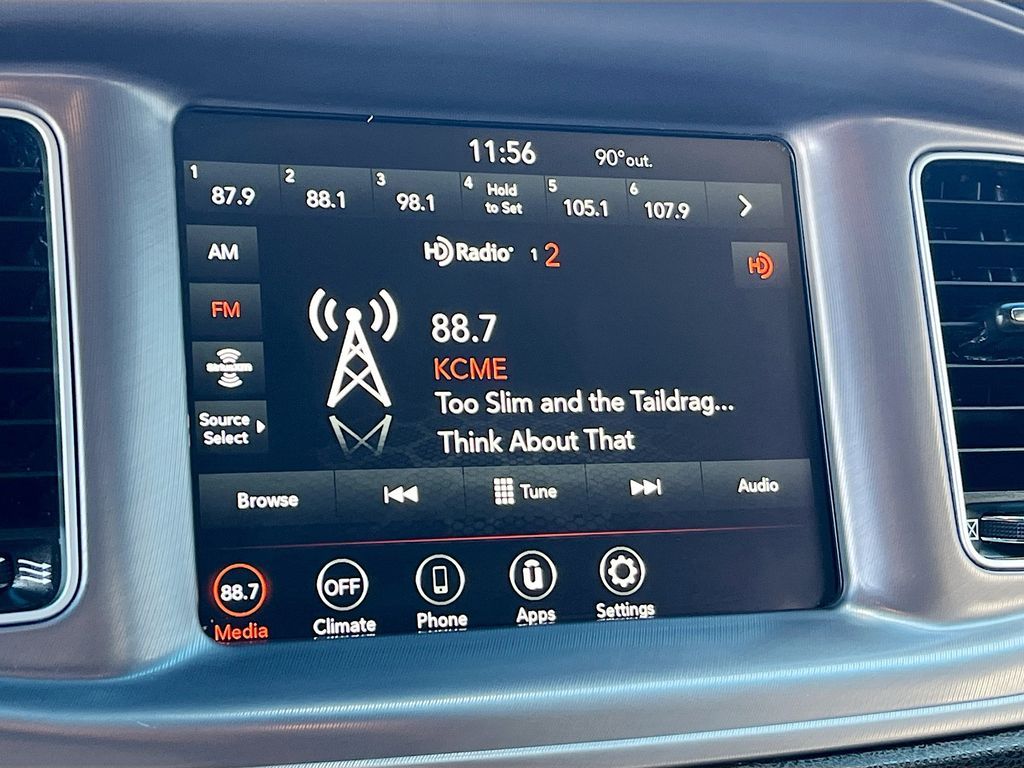 11:56 90°out.
1 87.9 2 88.1 3 98.1 4 Hold to Set 5 105.1 6 107.9
AM
HD Radio 1 2 HD
FM
88.7
KCME
SiriusXM
Too Slim and the Taildrag...
Source Select
Think About That
Browse Tune Audio
88.7 OFF
Media Climate Phone Apps Settings